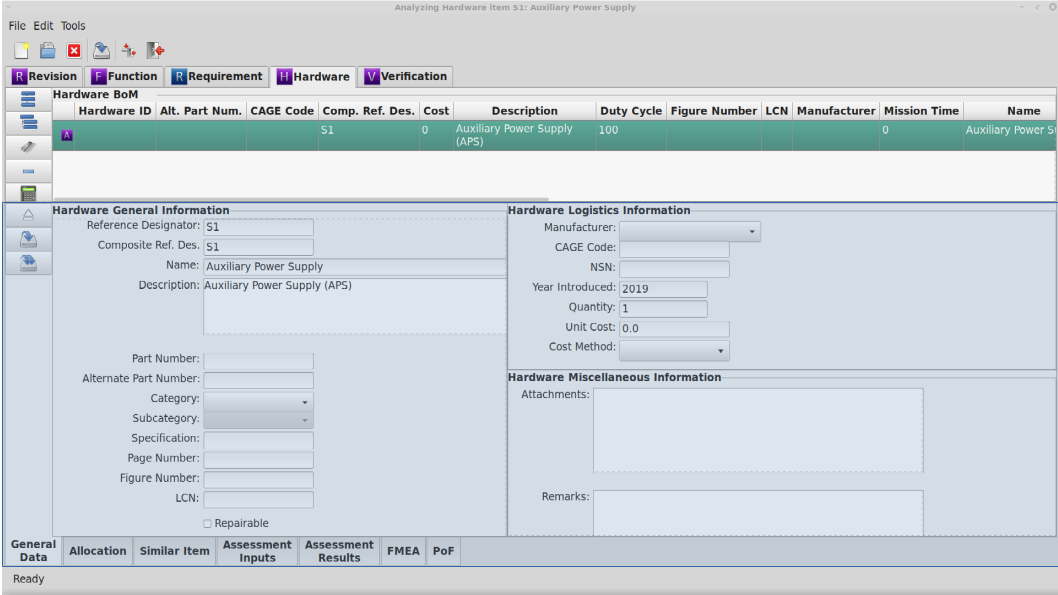 Analyzing Hardware item S1: Auxiliary Power Supply
File Edit Tools
R Revision F Function R Requirement H Hardware V Verification
Hardware BoM
Hardware ID Alt. Part Num. CAGE Code Comp. Ref. Des. Cost Description Duty Cycle Figure Number LCN Manufacturer Mission Time Name
A S1 0 Auxiliary Power Supply (APS) 100 0 Auxiliary Power S
Hardware General Information
Reference Designator: S1
Composite Ref. Des. S1
Name: Auxiliary Power Supply
Description: Auxiliary Power Supply (APS)
Part Number:
Alternate Part Number:
Category:
Subcategory:
Specification:
Page Number:
Figure Number:
LCN:
Repairable
Hardware Logistics Information
Manufacturer:
CAGE Code:
NSN:
Year Introduced: 2019
Quantity: 1
Unit Cost: 0.0
Cost Method:
Hardware Miscellaneous Information
Attachments:
Remarks:
General Data Allocation Similar Item Assessment Inputs Assessment Results FMEA PoF
Ready